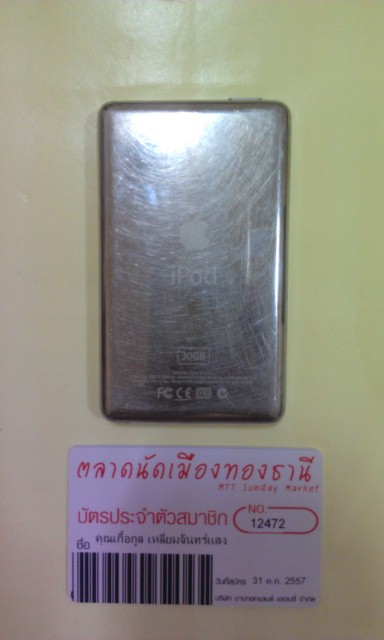 iPod
30GB
FC CE
ตลาดนัดเมืองทองธานี
MTT Sunday Market
บัตรประจำตัวสมาชิก
NO.
12472
ชื่อ คุณเกื้อกูล เหลี่ยมจันทร์แสง
วันที่สมัคร 31 ต.ค. 2557